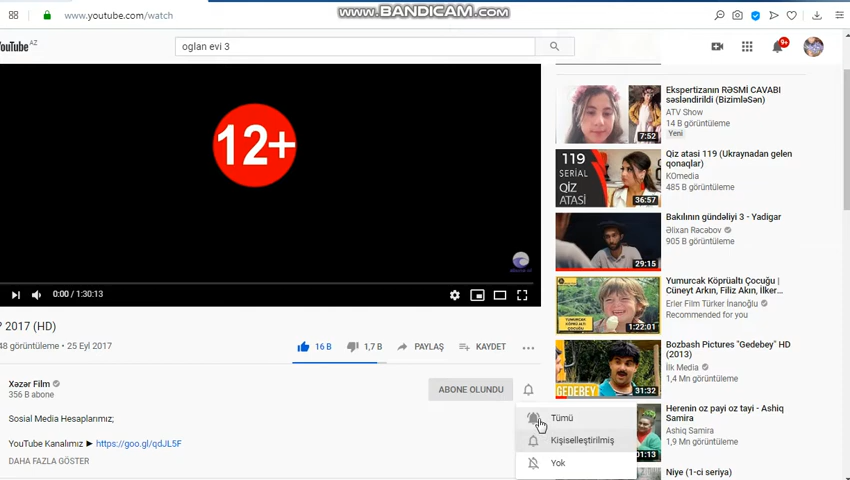 www.youtube.com/watch
www.BANDICAM.com
YouTube AZ
oglan evi 3
9+
12+
0:00 / 1:30:13
2017 (HD)
48 görüntüleme • 25 Eyl 2017
16 B
1,7 B
PAYLAŞ
KAYDET
Xəzər Film
356 B abone
ABONE OLUNDU
Sosial Media Hesaplarımız;
YouTube Kanalımız ► https://goo.gl/qdJL5F
DAHA FAZLA GÖSTER
Tümü
Kişiselleştirilmiş
Yok
7:52
Ekspertizanın RƏSMİ CAVABI
səsləndirildi (BizimləSən)
ATV Show
14 B görüntüleme
Yeni
119
SERIAL
QİZ
ATASİ
36:57
Qiz atasi 119 (Ukraynadan gelen
qonaqlar)
KOmedia
485 B görüntüleme
29:15
Bakılının gündəliyi 3 - Yadigar
Əlixan Rəcəbov
905 B görüntüleme
1:22:01
Yumurcak Köprüaltı Çocuğu |
Cüneyt Arkın, Filiz Akın, İlker...
Erler Film Türker İnanoğlu
Recommended for you
GEDEBEY
31:31
Bozbash Pictures "Gedebey" HD
(2013)
İlk Media
1,4 Mn görüntüleme
01:13
Herenin oz payi oz tayi - Ashiq
Samira
Ashiq Samira
1,9 Mn görüntüleme
Niye (1-ci seriya)